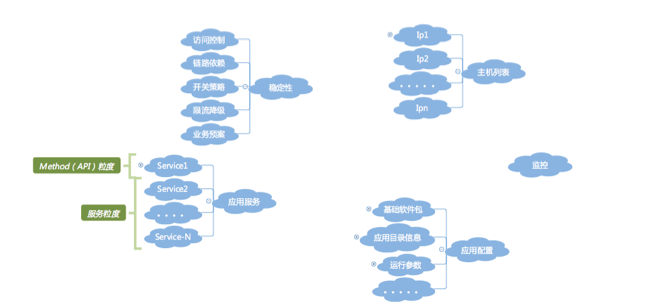 访问控制
链路依赖
开关策略
限流降级
业务预案
稳定性
Ip1
Ip2
. . . . .
Ipn
主机列表
Method ( API ) 粒度
服务粒度
Service1
Service2
. . . .
Service-N
应用服务
监控
基础软件包
应用目录信息
运行参数
. . . . .
应用配置